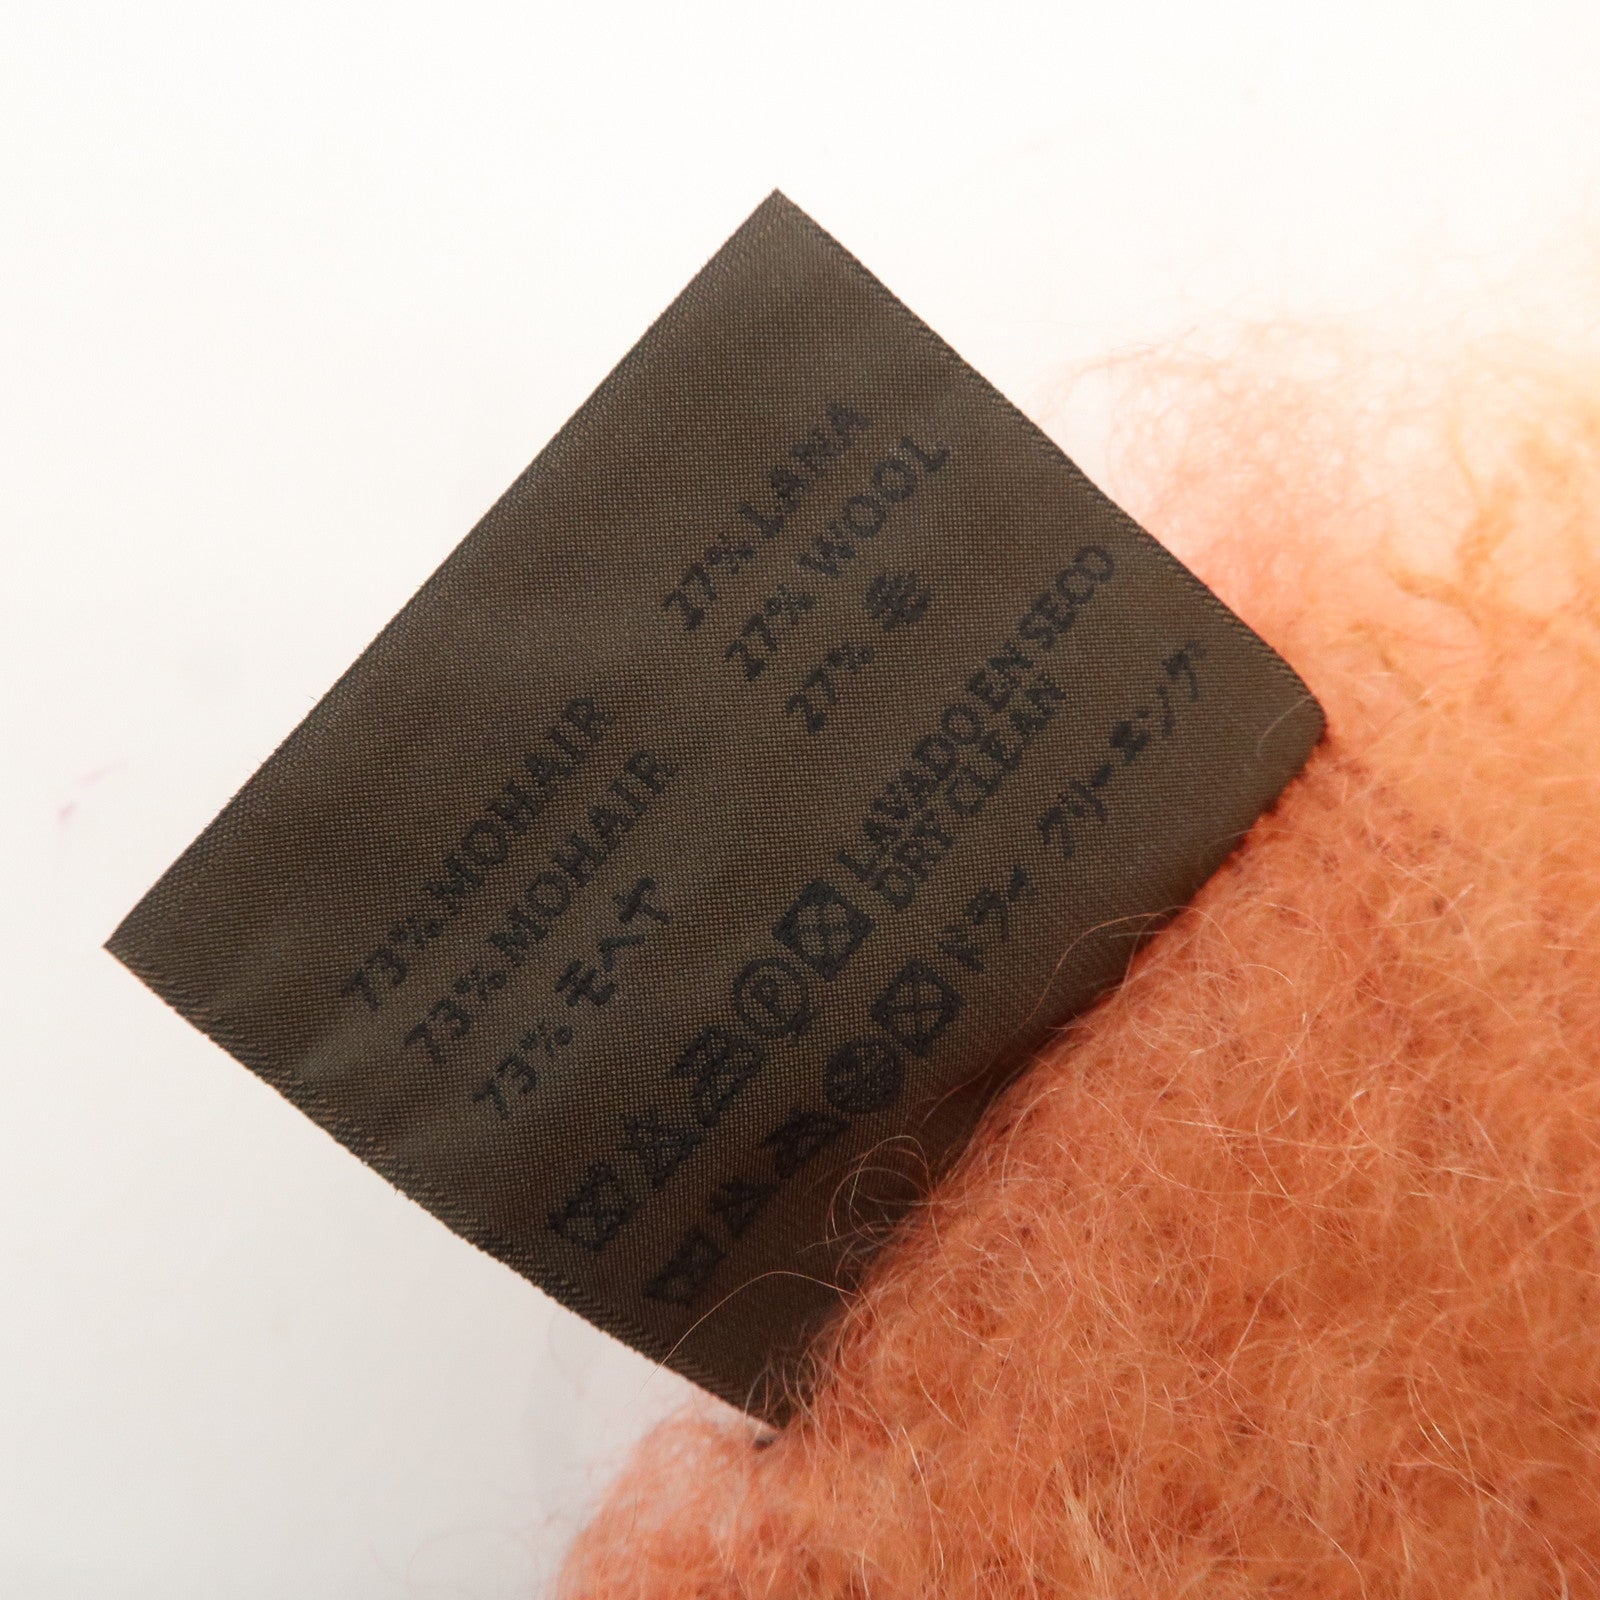 73% MOHAIR
73% MOHAIR
73% モヘヤ
27% LANA
27% WOOL
27% 毛
LAVADO EN SECO
DRY CLEAN
P
ドライ クリーニング